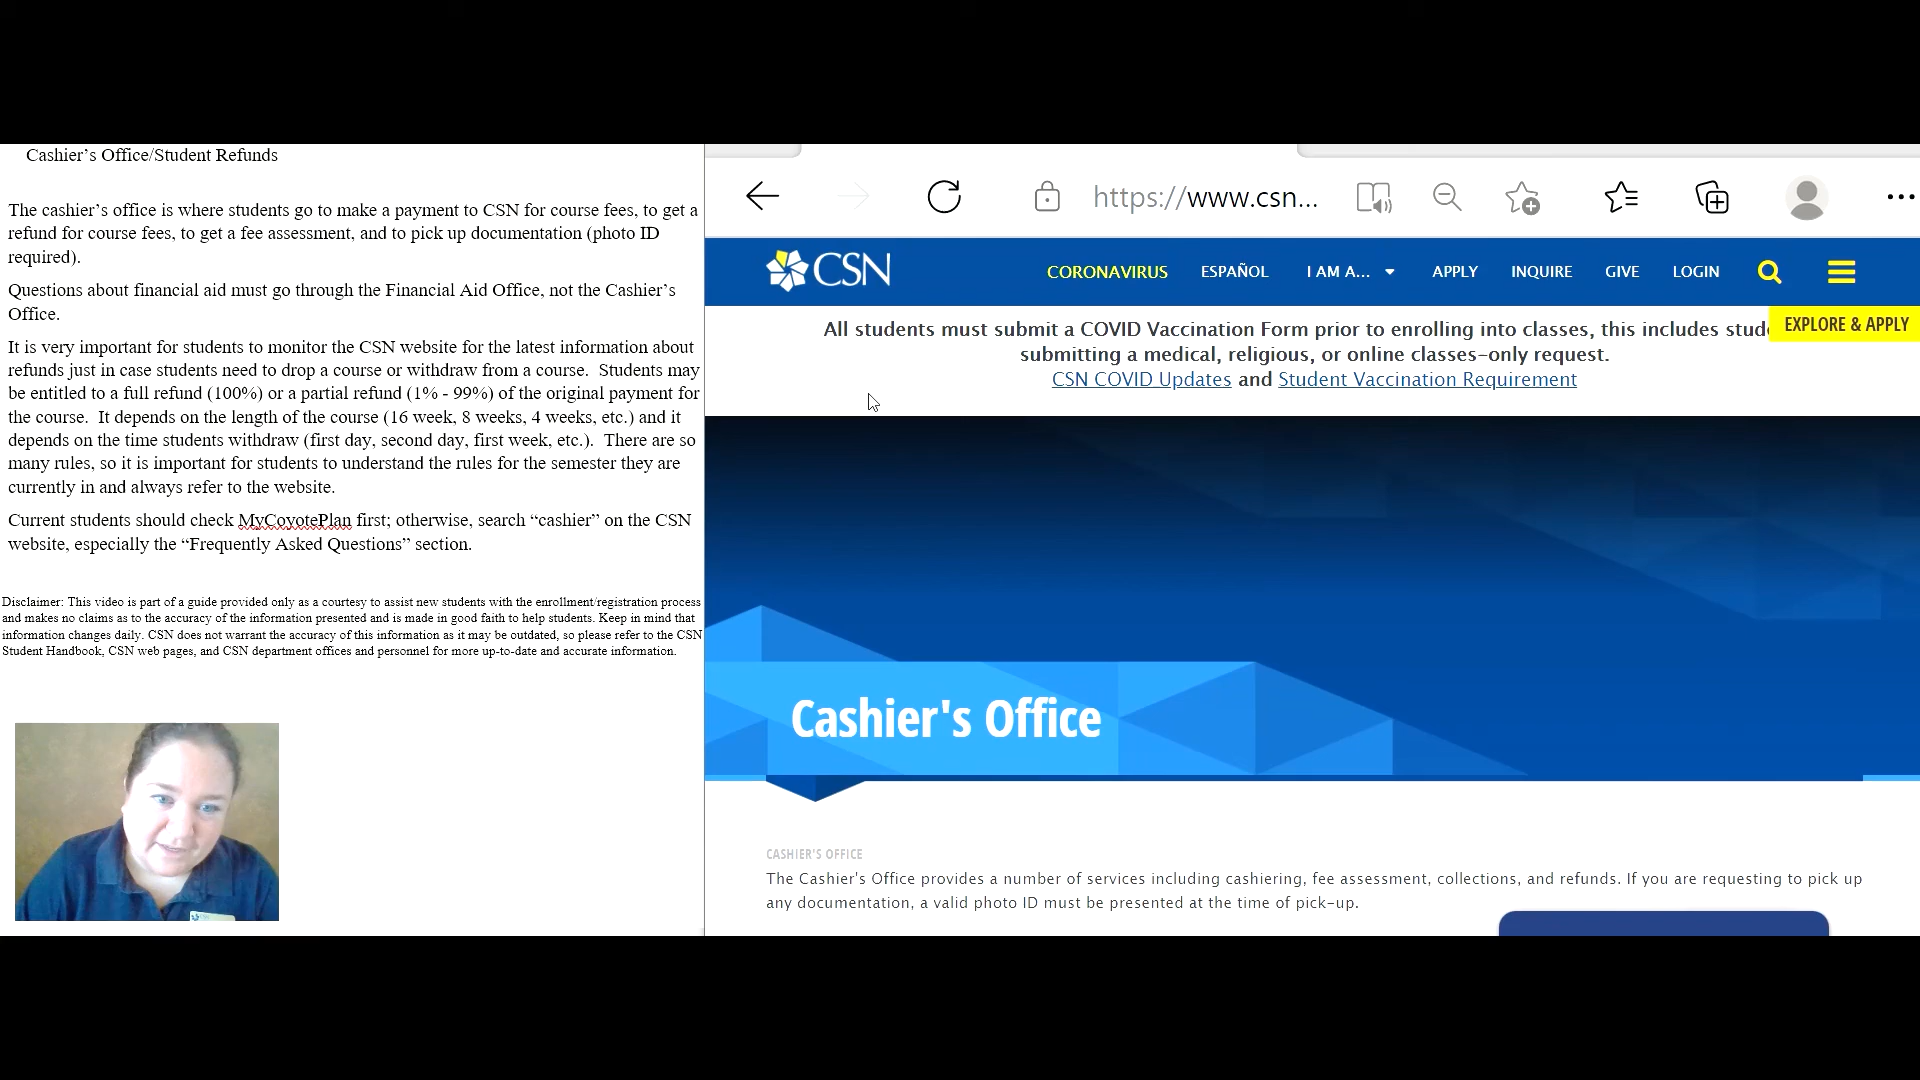 Cashier’s Office/Student Refunds
The cashier’s office is where students go to make a payment to CSN for course fees, to get a
refund for course fees, to get a fee assessment, and to pick up documentation (photo ID
required).
Questions about financial aid must go through the Financial Aid Office, not the Cashier’s
Office.
It is very important for students to monitor the CSN website for the latest information about
refunds just in case students need to drop a course or withdraw from a course.  Students may
be entitled to a full refund (100%) or a partial refund (1% - 99%) of the original payment for
the course.  It depends on the length of the course (16 week, 8 weeks, 4 weeks, etc.) and it
depends on the time students withdraw (first day, second day, first week, etc.).  There are so
many rules, so it is important for students to understand the rules for the semester they are
currently in and always refer to the website.
Current students should check MyCoyotePlan first; otherwise, search “cashier” on the CSN
website, especially the “Frequently Asked Questions” section.
Disclaimer: This video is part of a guide provided only as a courtesy to assist new students with the enrollment/registration process
and makes no claims as to the accuracy of the information presented and is made in good faith to help students. Keep in mind that
information changes daily. CSN does not warrant the accuracy of this information as it may be outdated, so please refer to the CSN
Student Handbook, CSN web pages, and CSN department offices and personnel for more up-to-date and accurate information.
https://www.csn...
CSN
CORONAVIRUS ESPAÑOL I AM A... APPLY INQUIRE GIVE LOGIN
EXPLORE & APPLY
All students must submit a COVID Vaccination Form prior to enrolling into classes, this includes stud
submitting a medical, religious, or online classes-only request.
CSN COVID Updates and Student Vaccination Requirement
Cashier's Office
CASHIER'S OFFICE
The Cashier's Office provides a number of services including cashiering, fee assessment, collections, and refunds. If you are requesting to pick up
any documentation, a valid photo ID must be presented at the time of pick-up.